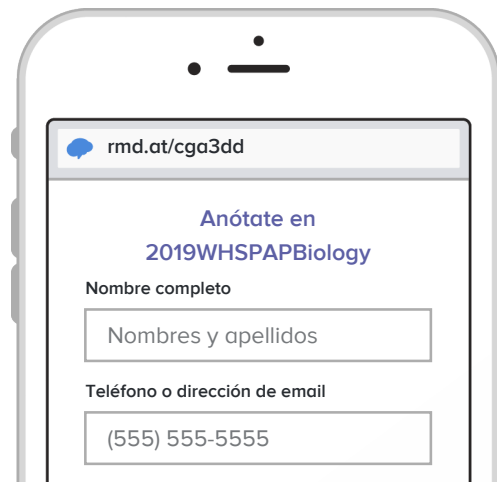 rmd.at/cga3dd
Anótate en
2019WHSPAPBiology
Nombre completo
Nombres y apellidos
Teléfono o dirección de email
(555) 555-5555